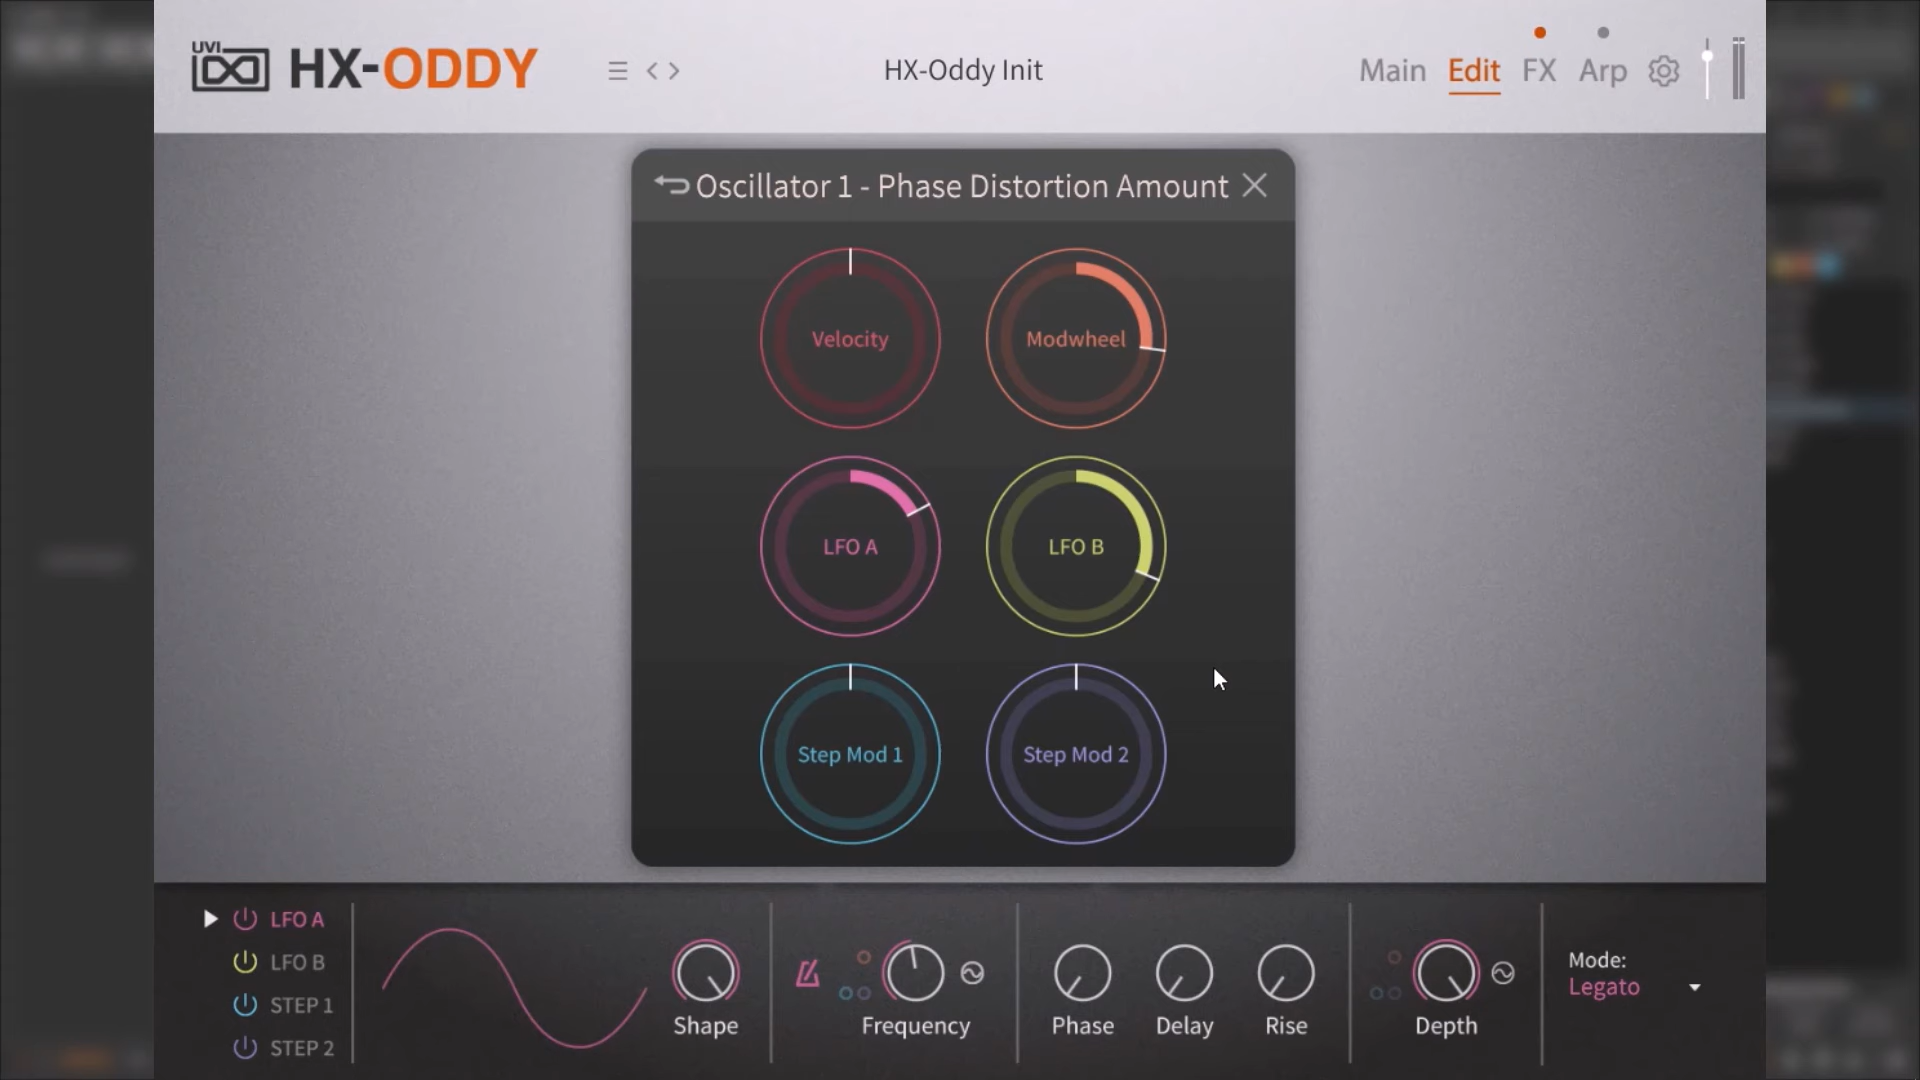 UVI
HX-ODDY
HX-Oddy Init
Main Edit FX Arp
Oscillator 1 - Phase Distortion Amount
Velocity Modwheel
LFO A LFO B
Step Mod 1 Step Mod 2
LFO A
LFO B
STEP 1
STEP 2
Shape Frequency Phase Delay Rise Depth
Mode:
Legato